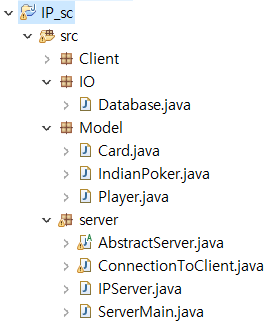 IP_sc
src
Client
IO
Database.java
Model
Card.java
IndianPoker.java
Player.java
server
AbstractServer.java
ConnectionToClient.java
IPServer.java
ServerMain.java